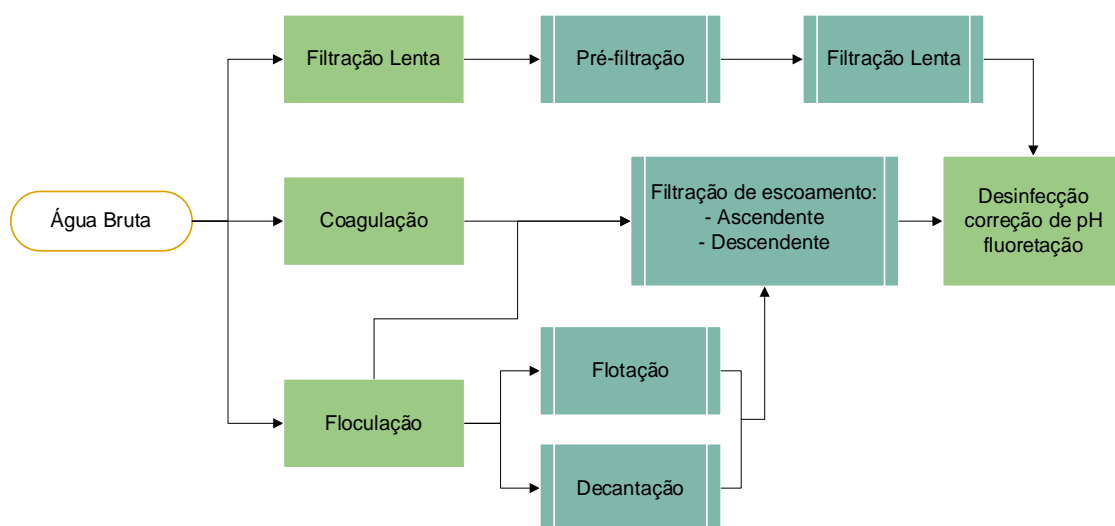 Filtração Lenta
Pré-filtração
Filtração Lenta
Água Bruta
Coagulação
Filtração de escoamento:
- Ascendente
- Descendente
Desinfecção
correção de pH
fluoretação
Floculação
Flotação
Decantação